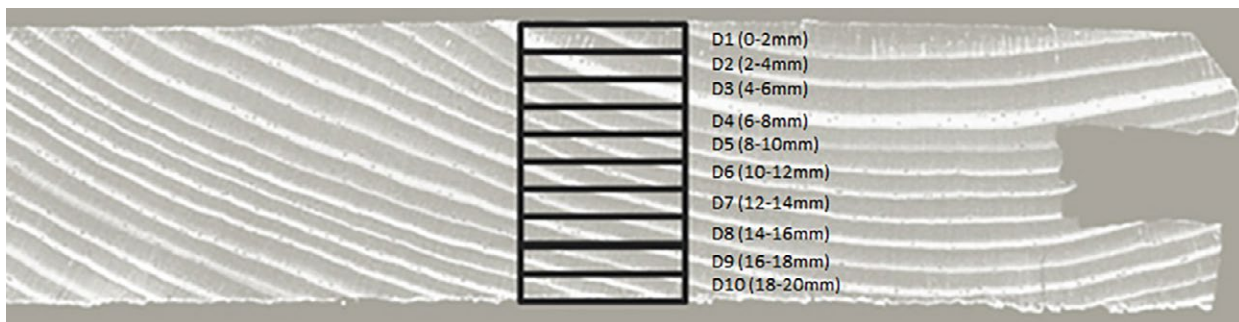 D1 (0-2mm)
D2 (2-4mm)
D3 (4-6mm)
D4 (6-8mm)
D5 (8-10mm)
D6 (10-12mm)
D7 (12-14mm)
D8 (14-16mm)
D9 (16-18mm)
D10 (18-20mm)